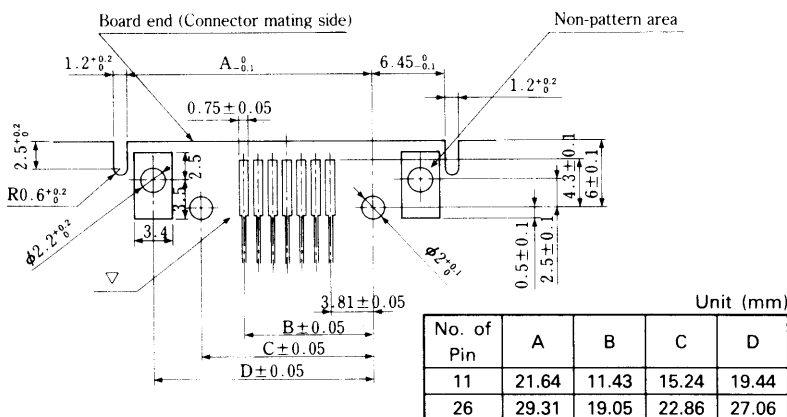 Board end (Connector mating side)
Non-pattern area
1.2+0.2 0
A 0 -0.1
6.45 0 -0.1
1.2+0.2 0
0.75±0.05
2.5+0.2 0
2.5
4.3±0.1
6±0.1
R0.6+0.2 0
3.5
φ2.2+0.2 0
3.4
φ2+0.1 0
0.5±0.1
2.5±0.1
3.81±0.05
B±0.05
C±0.05
D±0.05
Unit (mm)
No. of Pin A B C D
11 21.64 11.43 15.24 19.44
26 29.31 19.05 22.86 27.06